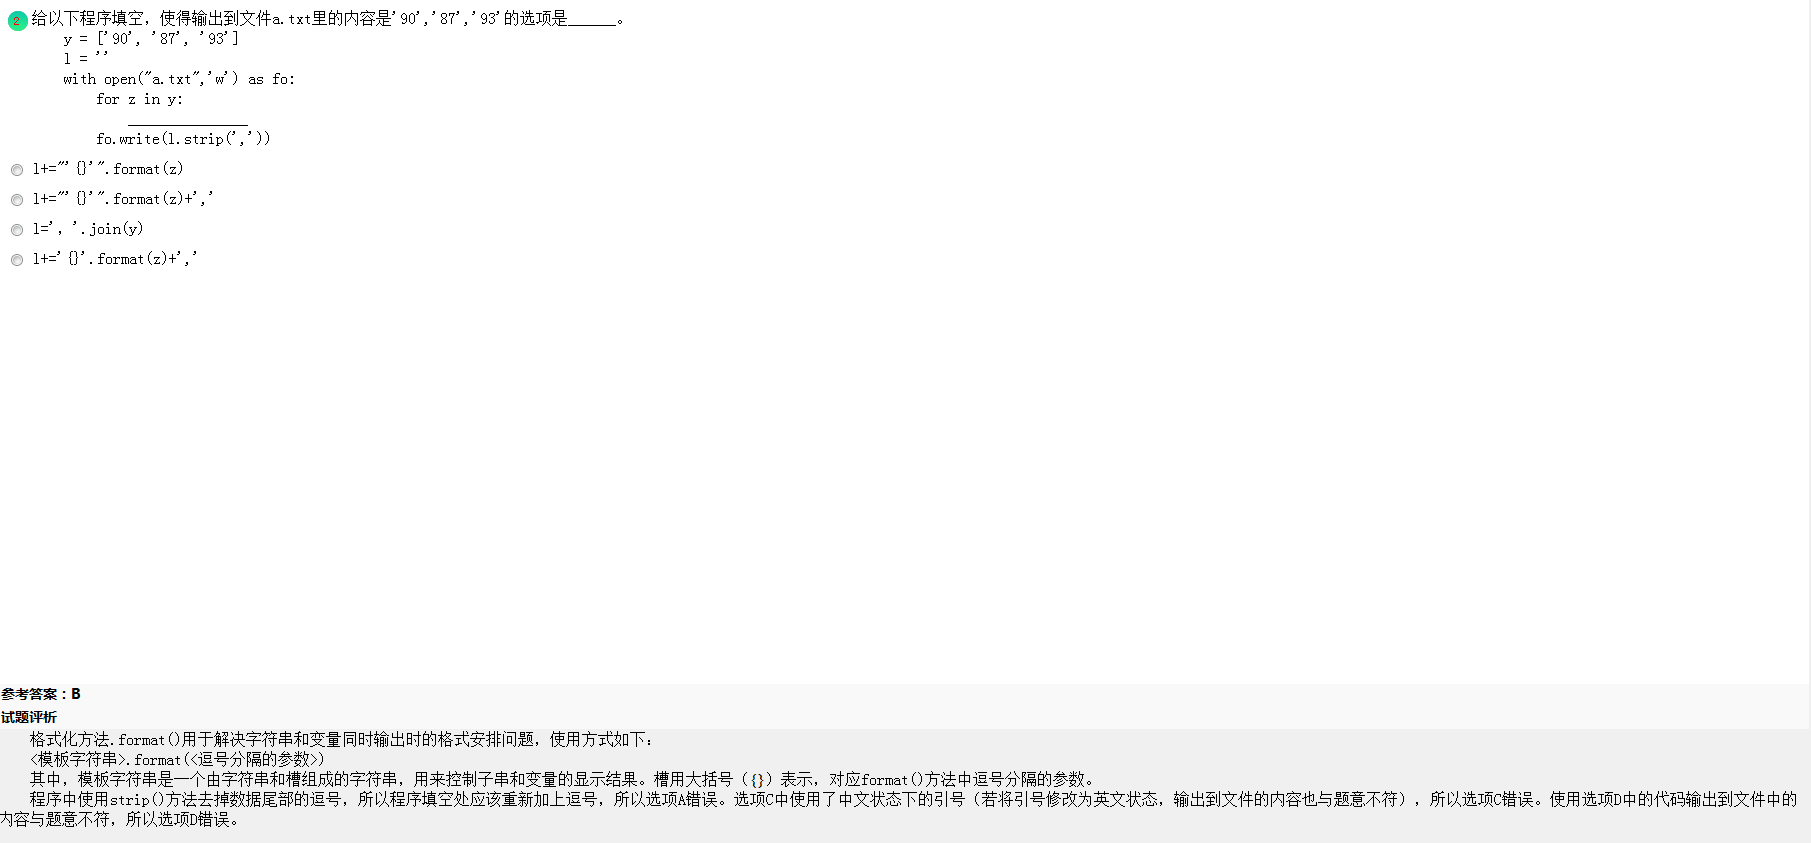 2 给以下程序填空，使得输出到文件a.txt里的内容是'90','87','93'的选项是______。
y = ['90', '87', '93']
l = ''
with open("a.txt",'w') as fo:
for z in y:
_______________
fo.write(l.strip(','))
l+="'{}'".format(z)
l+="'{}'".format(z)+','
l=', '.join(y)
l+='{}'.format(z)+','
参考答案：B
试题评析
格式化方法.format()用于解决字符串和变量同时输出时的格式安排问题，使用方式如下：
<模板字符串>.format(<逗号分隔的参数>)
其中，模板字符串是一个由字符串和槽组成的字符串，用来控制子串和变量的显示结果。槽用大括号（{}）表示，对应format()方法中逗号分隔的参数。
程序中使用strip()方法去掉数据尾部的逗号，所以程序填空处应该重新加上逗号，所以选项A错误。选项C中使用了中文状态下的引号（若将引号修改为英文状态，输出到文件的内容也与题意不符），所以选项C错误。使用选项D中的代码输出到文件中的
内容与题意不符，所以选项D错误。